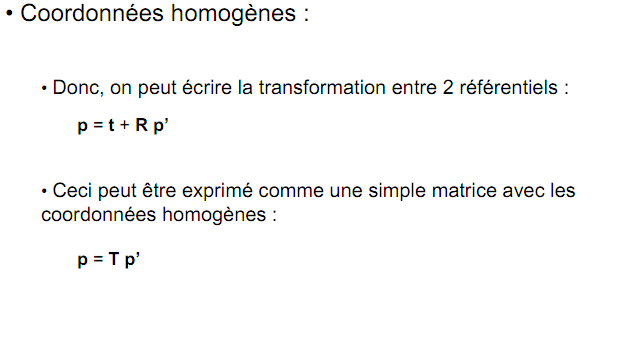 • Coordonnées homogènes :
• Donc, on peut écrire la transformation entre 2 référentiels :
p = t + R p’
• Ceci peut être exprimé comme une simple matrice avec les
coordonnées homogènes :
p = T p’